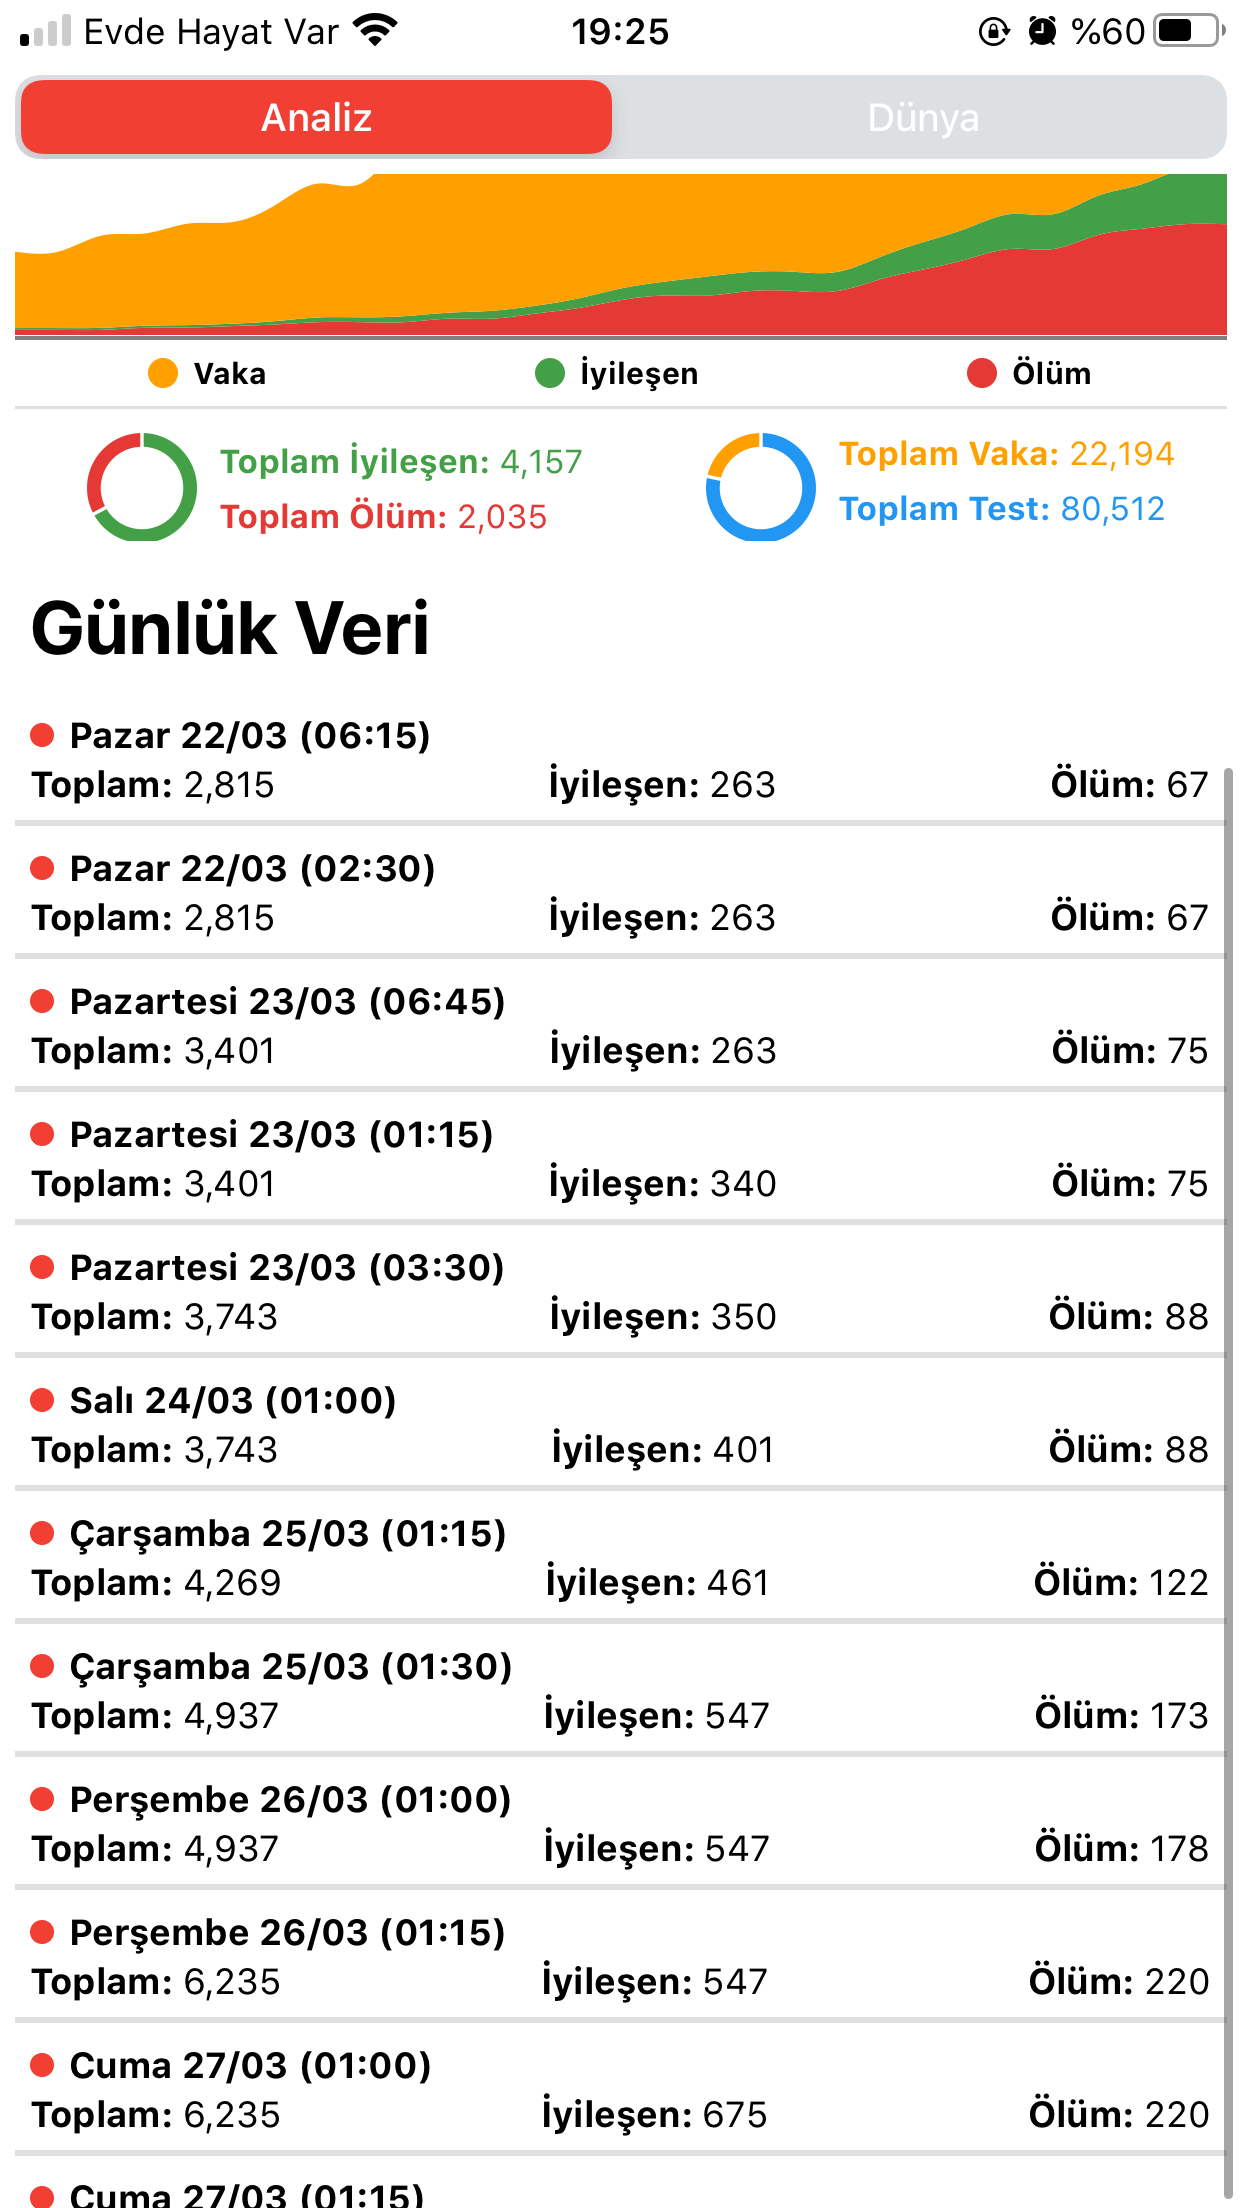 Evde Hayat Var 19:25 %60
Analiz Dünya
Vaka İyileşen Ölüm
Toplam İyileşen: 4,157 Toplam Vaka: 22,194
Toplam Ölüm: 2,035 Toplam Test: 80,512
Günlük Veri
Pazar 22/03 (06:15)
Toplam: 2,815 İyileşen: 263 Ölüm: 67
Pazar 22/03 (02:30)
Toplam: 2,815 İyileşen: 263 Ölüm: 67
Pazartesi 23/03 (06:45)
Toplam: 3,401 İyileşen: 263 Ölüm: 75
Pazartesi 23/03 (01:15)
Toplam: 3,401 İyileşen: 340 Ölüm: 75
Pazartesi 23/03 (03:30)
Toplam: 3,743 İyileşen: 350 Ölüm: 88
Salı 24/03 (01:00)
Toplam: 3,743 İyileşen: 401 Ölüm: 88
Çarşamba 25/03 (01:15)
Toplam: 4,269 İyileşen: 461 Ölüm: 122
Çarşamba 25/03 (01:30)
Toplam: 4,937 İyileşen: 547 Ölüm: 173
Perşembe 26/03 (01:00)
Toplam: 4,937 İyileşen: 547 Ölüm: 178
Perşembe 26/03 (01:15)
Toplam: 6,235 İyileşen: 547 Ölüm: 220
Cuma 27/03 (01:00)
Toplam: 6,235 İyileşen: 675 Ölüm: 220
Cuma 27/03 (01:15)